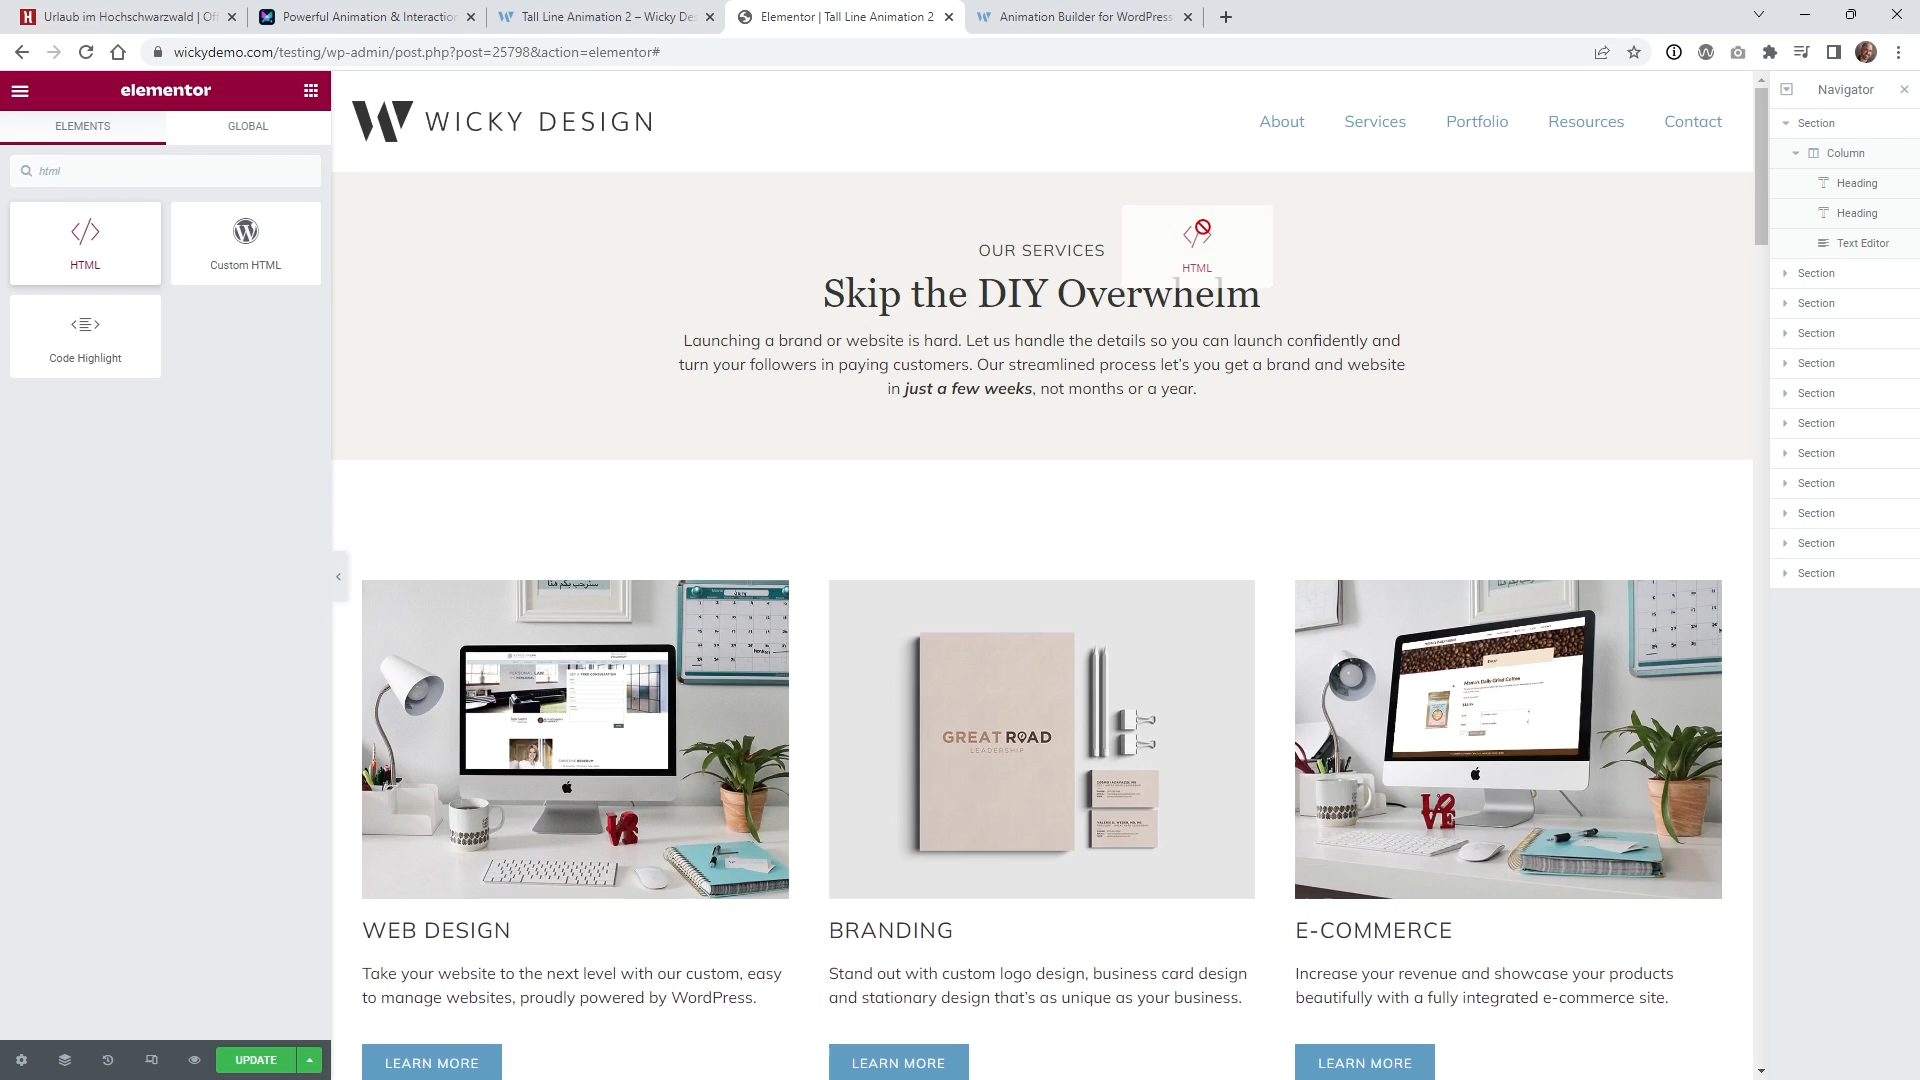 Urlaub im Hochschwarzwald | Of
Powerful Animation & Interaction
Tall Line Animation 2 – Wicky De
Elementor | Tall Line Animation 2
Animation Builder for WordPress
wickydemo.com/testing/wp-admin/post.php?post=25798&action=elementor#
elementor
ELEMENTS
GLOBAL
html
HTML
Custom HTML
Code Highlight
UPDATE
WICKY DESIGN
About
Services
Portfolio
Resources
Contact
OUR SERVICES
HTML
Skip the DIY Overwhelm
Launching a brand or website is hard. Let us handle the details so you can launch confidently and
turn your followers in paying customers. Our streamlined process let’s you get a brand and website
in just a few weeks, not months or a year.
GREAT ROAD
LEADERSHIP
LOVE
WEB DESIGN
Take your website to the next level with our custom, easy
to manage websites, proudly powered by WordPress.
LEARN MORE
BRANDING
Stand out with custom logo design, business card design
and stationary design that’s as unique as your business.
LEARN MORE
Mama's Daily Grind Coffee
LOVE
E-COMMERCE
Increase your revenue and showcase your products
beautifully with a fully integrated e-commerce site.
LEARN MORE
Navigator
Section
Column
Heading
Heading
Text Editor
Section
Section
Section
Section
Section
Section
Section
Section
Section
Section
Section